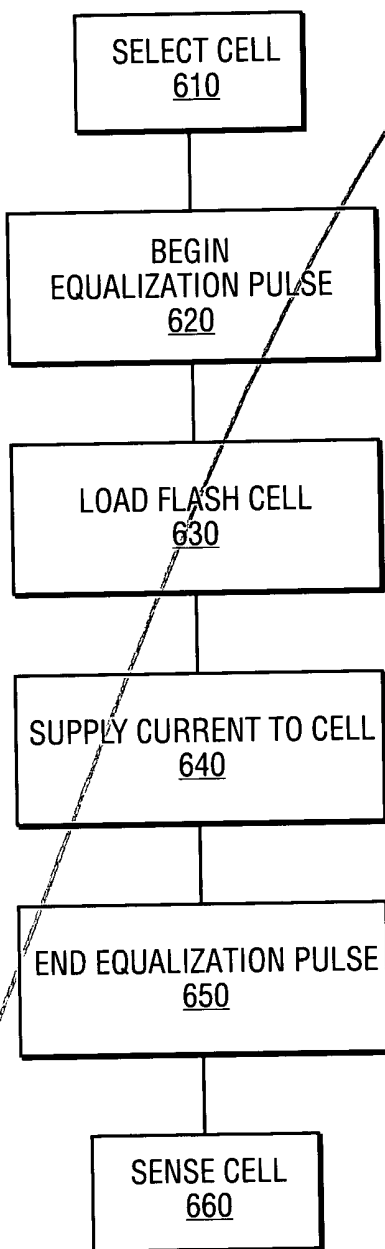 SELECT CELL
610
BEGIN
EQUALIZATION PULSE
620
LOAD FLASH CELL
630
SUPPLY CURRENT TO CELL
640
END EQUALIZATION PULSE
650
SENSE CELL
660